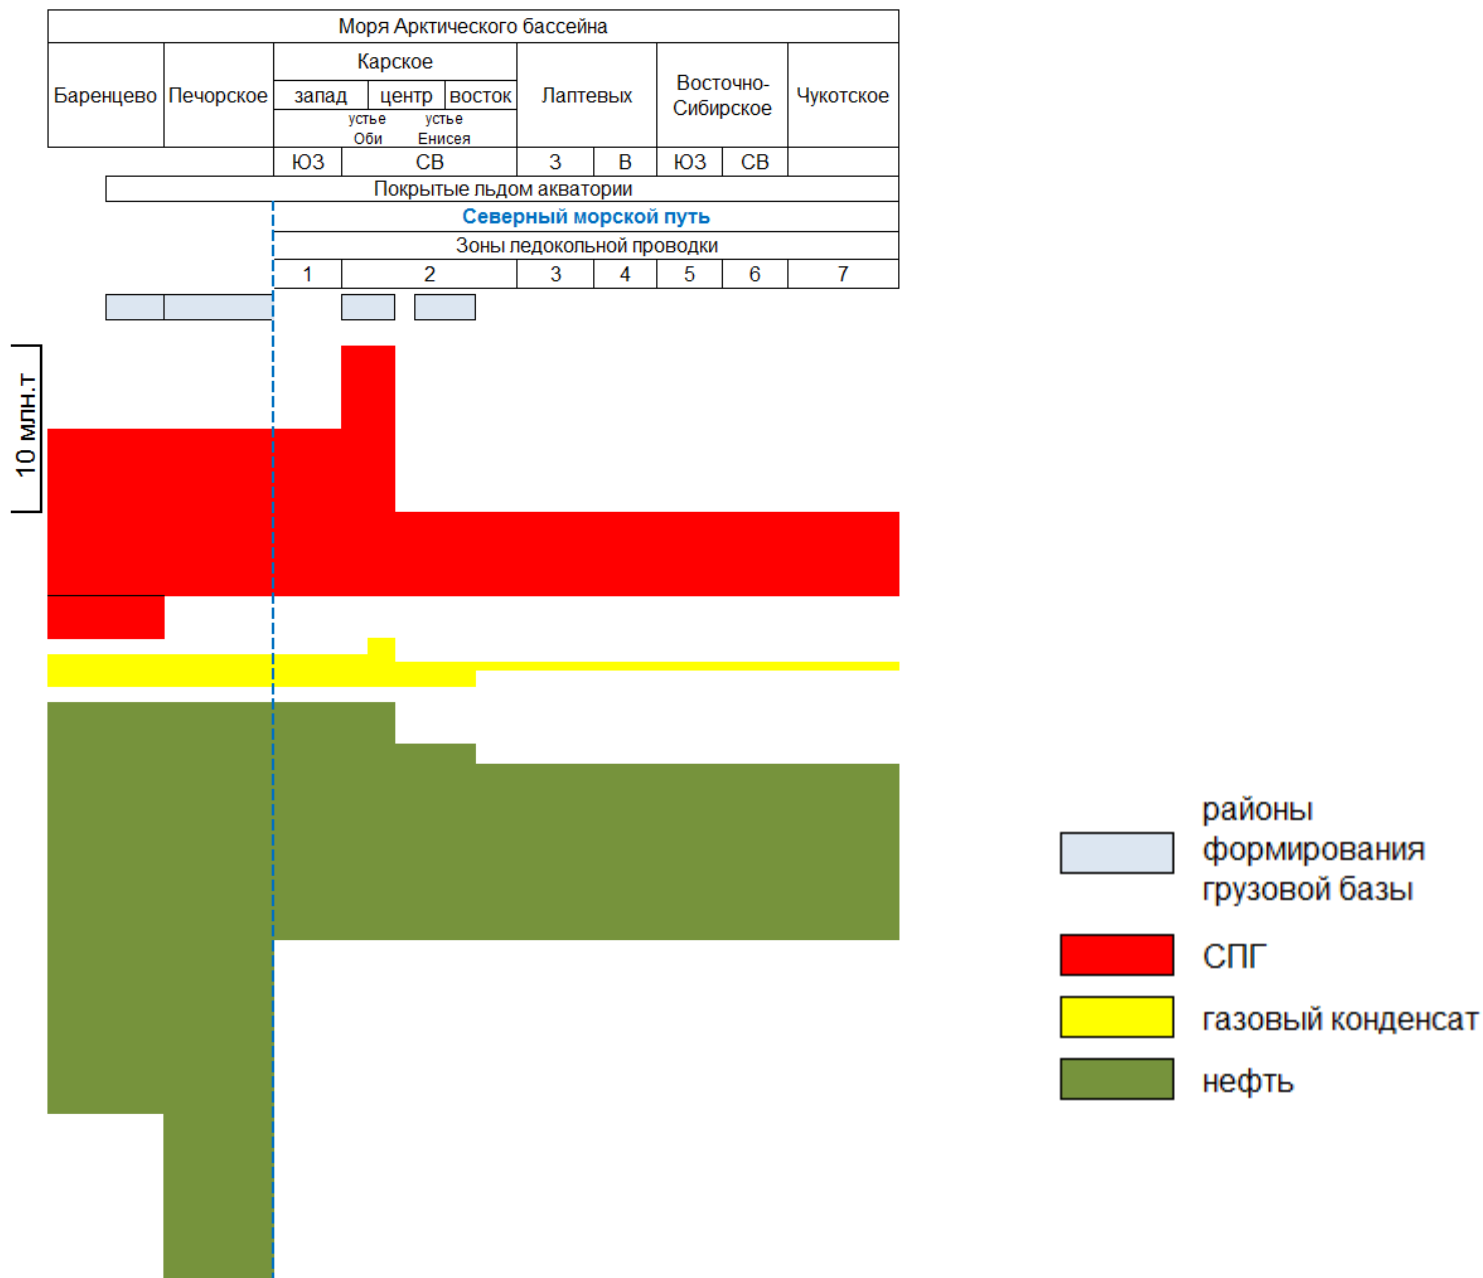 Моря Арктического бассейна
Баренцево
Печорское
Карское
запад
центр
восток
устье
Оби
устье
Енисея
Лаптевых
Восточно-
Сибирское
Чукотское
ЮЗ
СВ
З
В
ЮЗ
СВ
Покрытые льдом акватории
Северный морской путь
Зоны ледокольной проводки
1
2
3
4
5
6
7
10 млн.т
районы
формирования
грузовой базы
СПГ
газовый конденсат
нефть